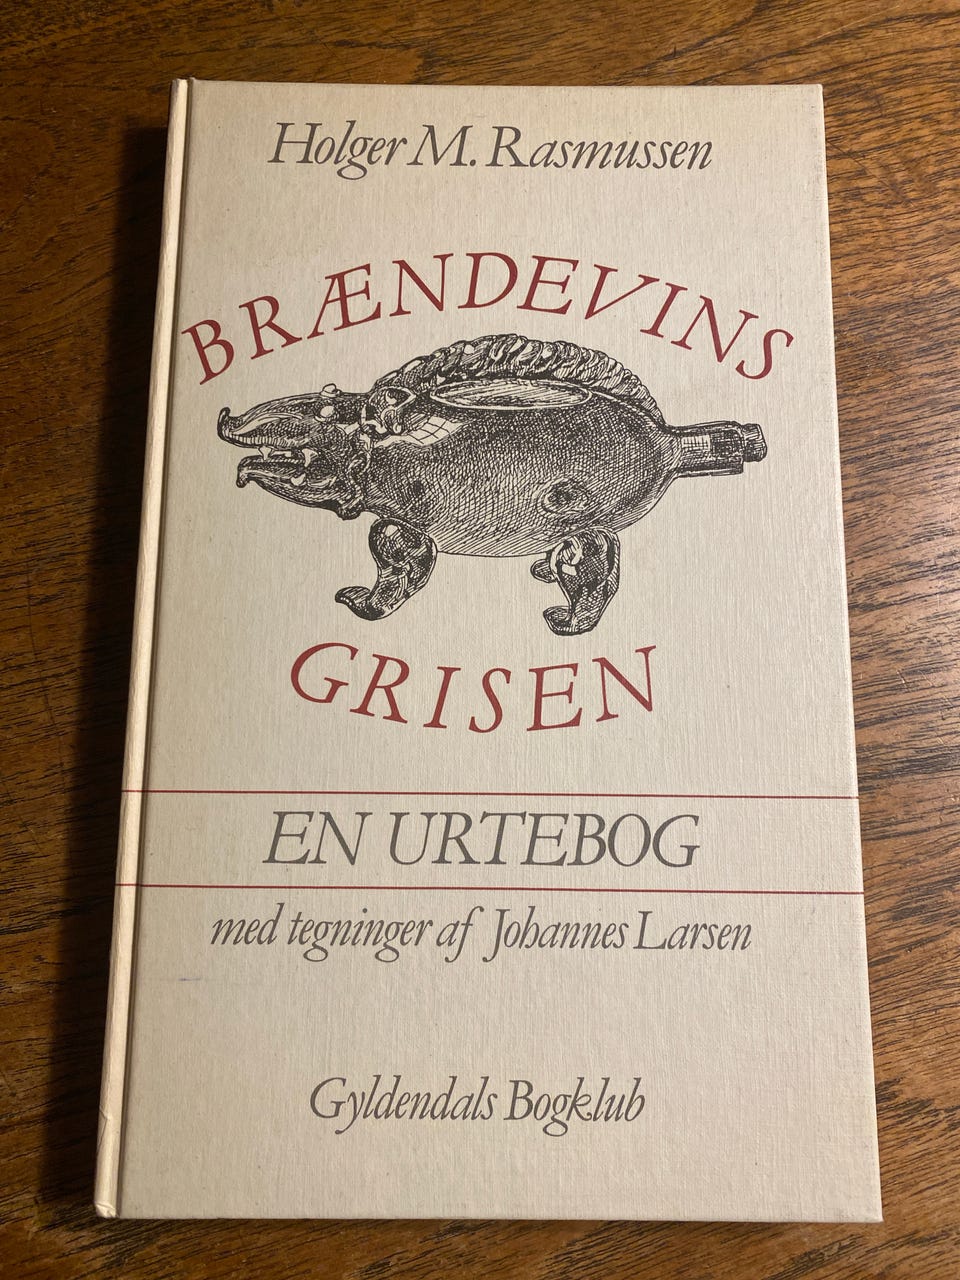 Holger M. Rasmussen
BRÆNDEVINS
GRISEN
EN URTEBOG
med tegninger af Johannes Larsen
Gyldendals Bogklub